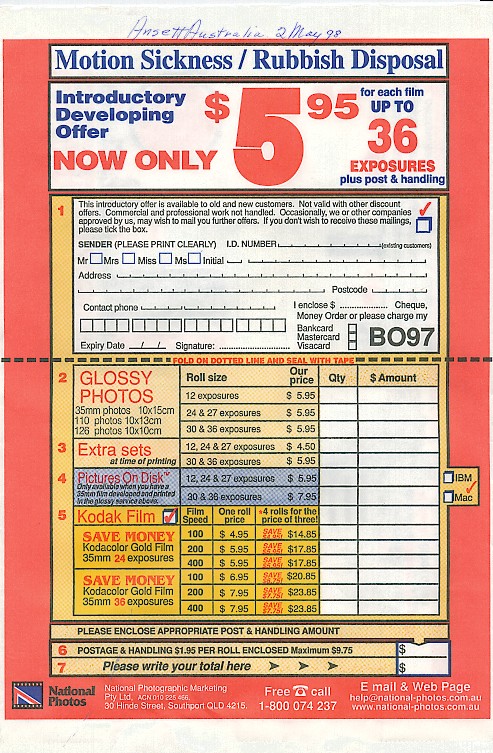 Ansett Australia 2 May 98
Motion Sickness / Rubbish Disposal
Introductory Developing Offer
NOW ONLY
$5.95
for each film
UP TO
36
EXPOSURES
plus post & handling
1
This introductory offer is available to old and new customers. Not valid with other discount
offers. Commercial and professional work not handled. Occasionally, we or other companies
approved by us, may wish to mail you further offers. If you don't wish to receive these mailings,
please tick the box.
SENDER (PLEASE PRINT CLEARLY) I.D. NUMBER (existing customers)
Mr Mrs Miss Ms Initial
Address
Postcode
Contact phone
I enclose $ .............. Cheque,
Money Order or please charge my
Bankcard
Mastercard
Visacard
BO97
Expiry Date __/__/__ Signature:
FOLD ON DOTTED LINE AND SEAL WITH TAPE
2 GLOSSY PHOTOS
35mm photos 10x15cm
110 photos 10x13cm
126 photos 10x10cm
Roll size Our price Qty $ Amount
12 exposures $ 5.95
24 & 27 exposures $ 5.95
30 & 36 exposures $ 5.95
3 Extra sets
at time of printing
12, 24 & 27 exposures $ 4.50
30 & 36 exposures $ 5.95
4 Pictures On Disk™
Only available when you have a
35mm film developed and printed
in the glossy service above.
12, 24 & 27 exposures $ 5.95
30 & 36 exposures $ 7.95
IBM
Mac
5 Kodak Film
Film Speed One roll price *4 rolls for the price of three!
SAVE MONEY
Kodacolor Gold Film
35mm 24 exposures
100 $ 4.95 SAVE $4.95! $14.85
200 $ 5.95 SAVE $5.95! $17.85
400 $ 5.95 SAVE $5.95! $17.85
SAVE MONEY
Kodacolor Gold Film
35mm 36 exposures
100 $ 6.95 SAVE $20.85
200 $ 7.95 SAVE $23.85
400 $ 7.95 SAVE $23.85
PLEASE ENCLOSE APPROPRIATE POST & HANDLING AMOUNT
6 POSTAGE & HANDLING $1.95 PER ROLL ENCLOSED Maximum $9.75 $
7 Please write your total here > > > $
National Photos
National Photographic Marketing
Pty Ltd. ACN 010 225 466.
30 Hinde Street, Southport QLD 4215.
Free ☎ call
1-800 074 237
E mail & Web Page
help@national-photos.com.au
www.national-photos.com.au